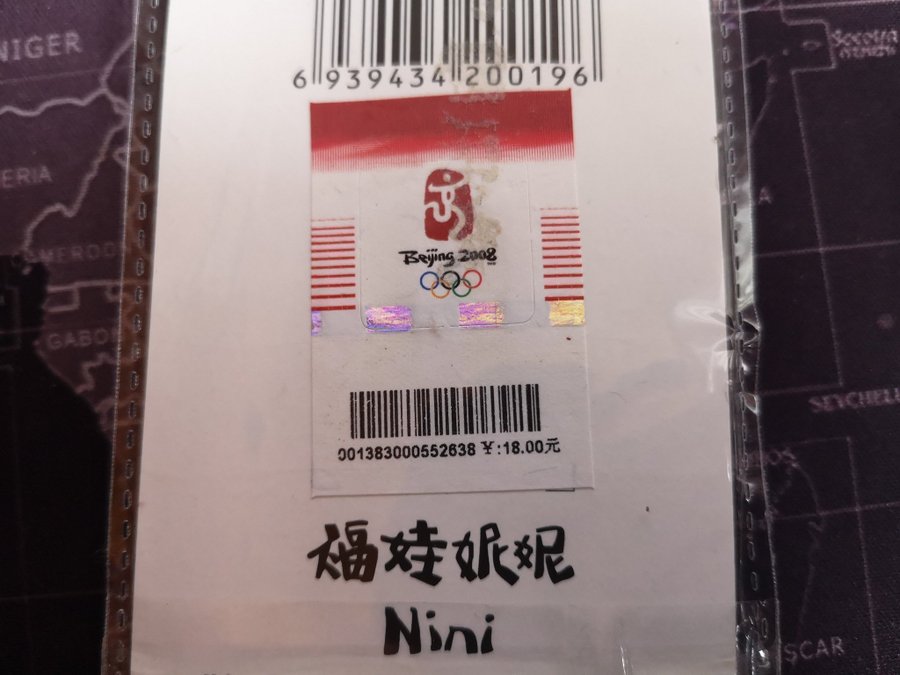 NIGER
Socotra
ERIA
GABO
SEYCHELL
SCAR
6 939434 200196
Beijing 2008
001383000552638 ¥:18.00元
福娃妮妮
Nini